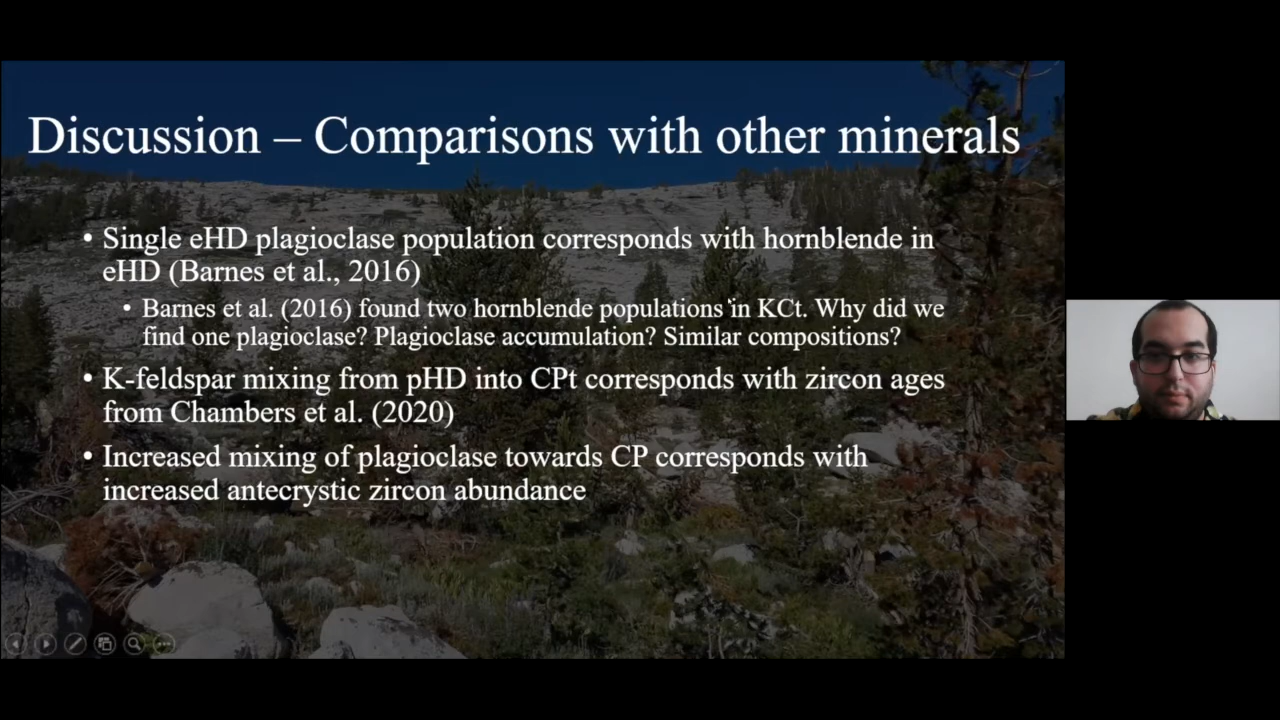 Discussion – Comparisons with other minerals
• Single eHD plagioclase population corresponds with hornblende in
eHD (Barnes et al., 2016)
• Barnes et al. (2016) found two hornblende populations in KCt. Why did we
find one plagioclase? Plagioclase accumulation? Similar compositions?
• K-feldspar mixing from pHD into CPt corresponds with zircon ages
from Chambers et al. (2020)
• Increased mixing of plagioclase towards CP corresponds with
increased antecrystic zircon abundance